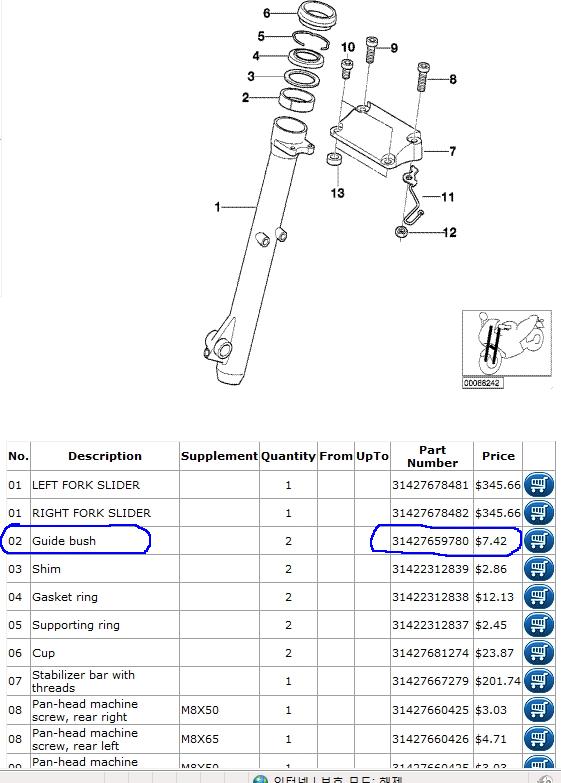 6
5
10
9
4
3
8
2
7
13
11
1
12
00088242
No. Description Supplement Quantity From UpTo Part Number Price
01 LEFT FORK SLIDER 1 31427678481 $345.66
01 RIGHT FORK SLIDER 1 31427678482 $345.66
02 Guide bush 2 31427659780 $7.42
03 Shim 2 31422312839 $2.86
04 Gasket ring 2 31422312838 $12.13
05 Supporting ring 2 31422312837 $2.45
06 Cup 2 31427681274 $23.87
07 Stabilizer bar with threads 1 31427667279 $201.74
08 Pan-head machine screw, rear right M8X50 1 31427660425 $3.03
08 Pan-head machine screw, rear left M8X65 1 31427660426 $4.71
09 Pan-head machine M8X50 1 31427660425 $3.03
인터넷 | 보호 모드: 해제